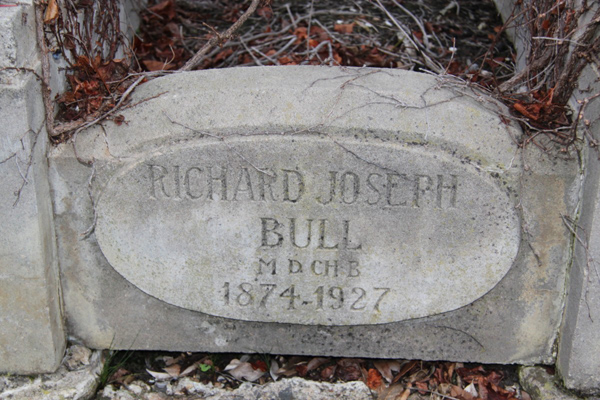 RICHARD JOSEPH
BULL
M D CH B
1874-1927